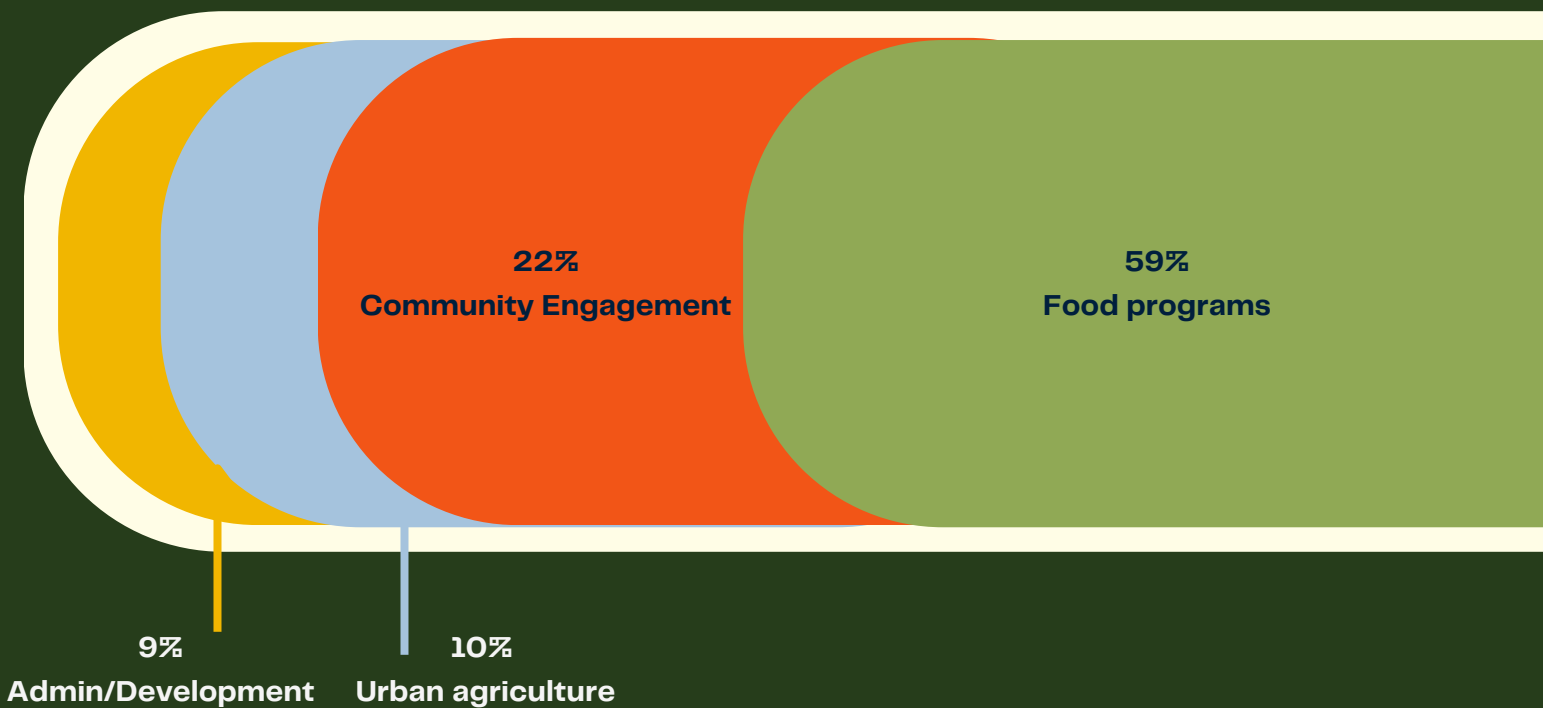 22%
Community Engagement
59%
Food programs
9%
Admin/Development
10%
Urban agriculture